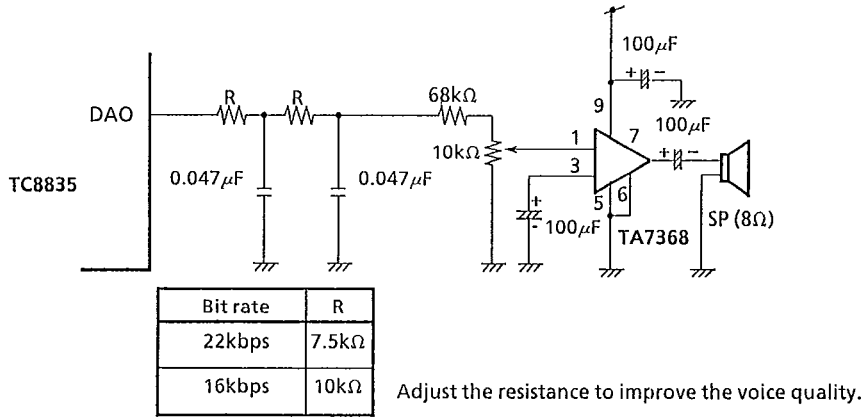 100μF
+ -
DAO
R
R
68kΩ
9
100μF
1
7
10kΩ
+ -
TC8835
0.047μF
0.047μF
3
+
-
100μF
5
6
SP (8Ω)
TA7368
Bit rate R
22kbps 7.5kΩ
16kbps 10kΩ
Adjust the resistance to improve the voice quality.